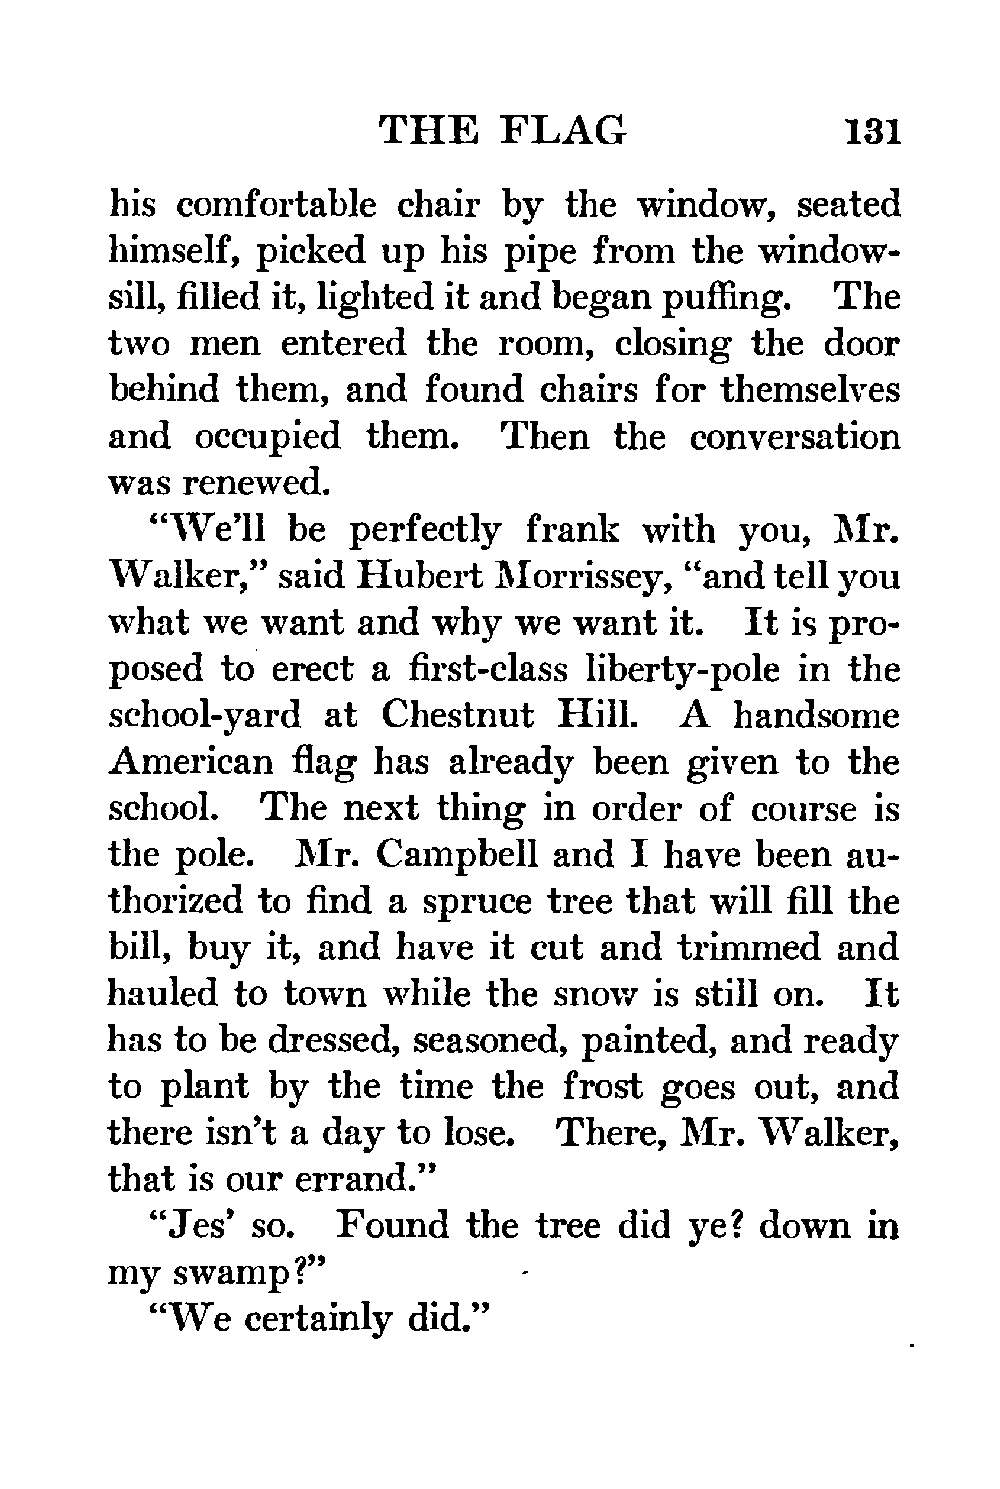 THE FLAG 131
his comfortable chair by the window, seated
himself, picked up his pipe from the window-
sill, filled it, lighted it and began puffing. The
two men entered the room, closing the door
behind them, and found chairs for themselves
and occupied them. Then the conversation
was renewed.
“We’ll be perfectly frank with you, Mr.
Walker,” said Hubert Morrissey, “and tell you
what we want and why we want it. It is pro-
posed to erect a first-class liberty-pole in the
school-yard at Chestnut Hill. A handsome
American flag has already been given to the
school. The next thing in order of course is
the pole. Mr. Campbell and I have been au-
thorized to find a spruce tree that will fill the
bill, buy it, and have it cut and trimmed and
hauled to town while the snow is still on. It
has to be dressed, seasoned, painted, and ready
to plant by the time the frost goes out, and
there isn’t a day to lose. There, Mr. Walker,
that is our errand.”
“Jes’ so. Found the tree did ye? down in
my swamp?”
“We certainly did.”